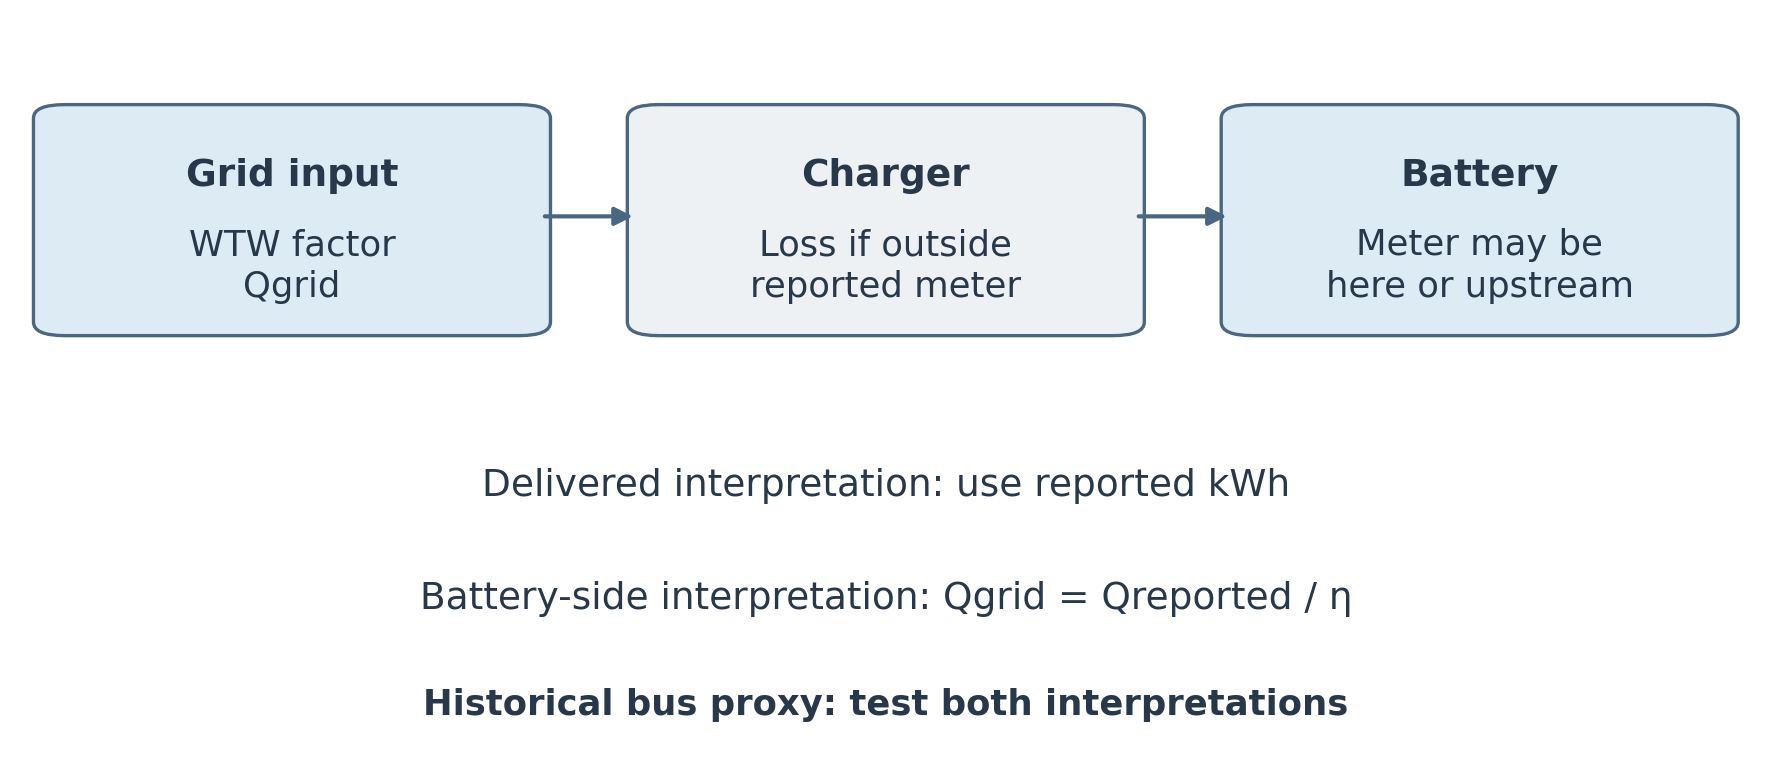 Grid input
WTW factor
Qgrid
Charger
Loss if outside
reported meter
Battery
Meter may be
here or upstream
Delivered interpretation: use reported kWh
Battery-side interpretation: Qgrid = Qreported / η
Historical bus proxy: test both interpretations